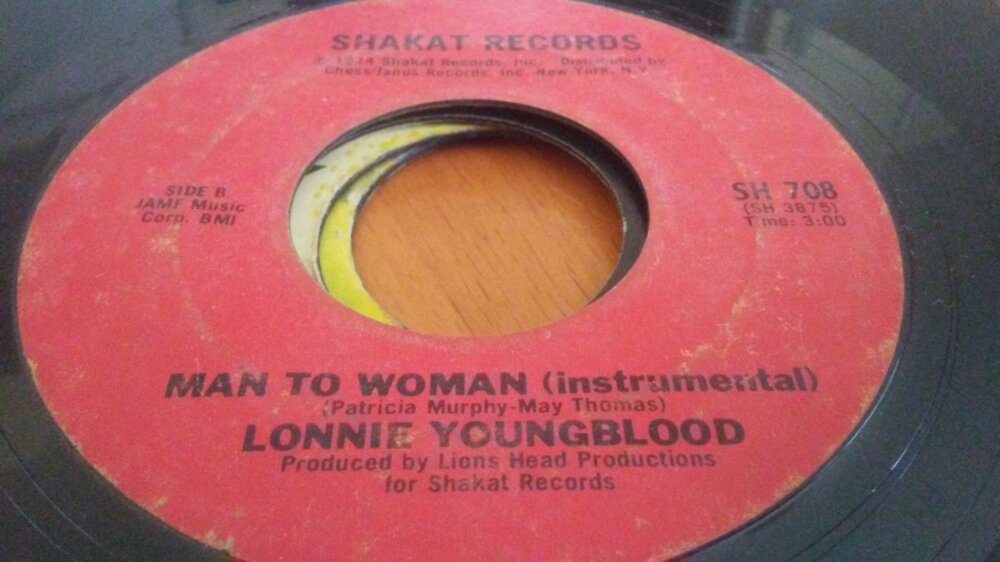 SHAKAT RECORDS
℗ 1974 Shakat Records, Inc. Distributed by
Chess/Janus Records, Inc. New York, N.Y.
SIDE B
JAMF Music
Corp. BMI
SH 708
(SH 3875)
Time: 3:00
MAN TO WOMAN (instrumental)
(Patricia Murphy-May Thomas)
LONNIE YOUNGBLOOD
Produced by Lions Head Productions
for Shakat Records